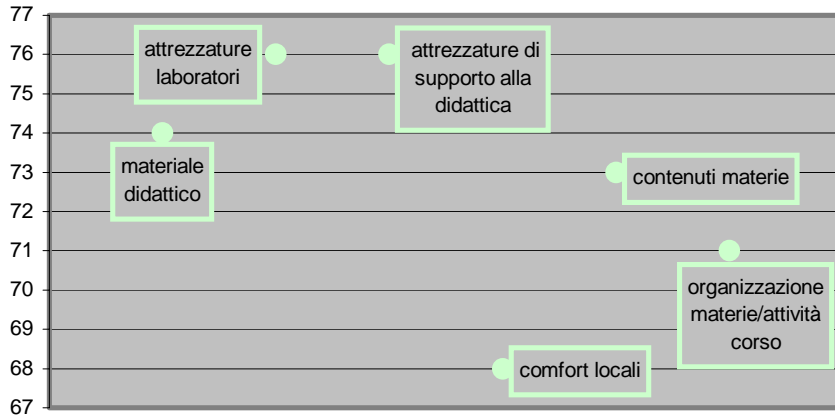 77
76
75
74
73
72
71
70
69
68
67
attrezzature
laboratori
attrezzature di
supporto alla
didattica
materiale
didattico
contenuti materie
organizzazione
materie/attività
corso
comfort locali